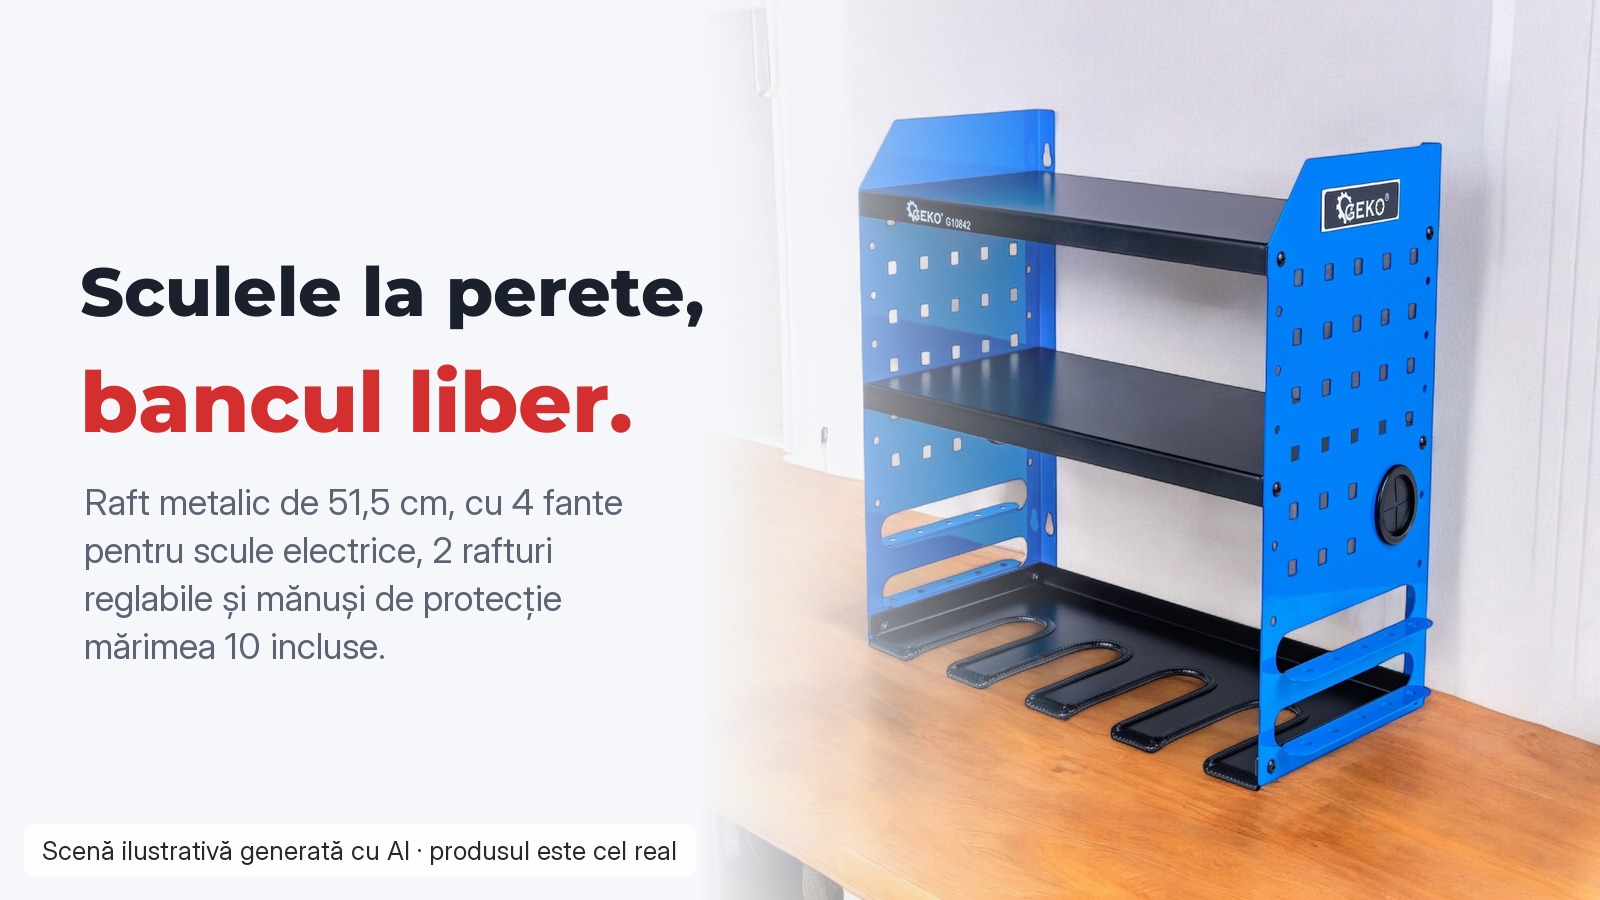 Sculele la perete,
bancul liber.
Raft metalic de 51,5 cm, cu 4 fante
pentru scule electrice, 2 rafturi
reglabile și mănuși de protecție
mărimea 10 incluse.
GEKO® G10842
GEKO®
Scenă ilustrativă generată cu AI · produsul este cel real